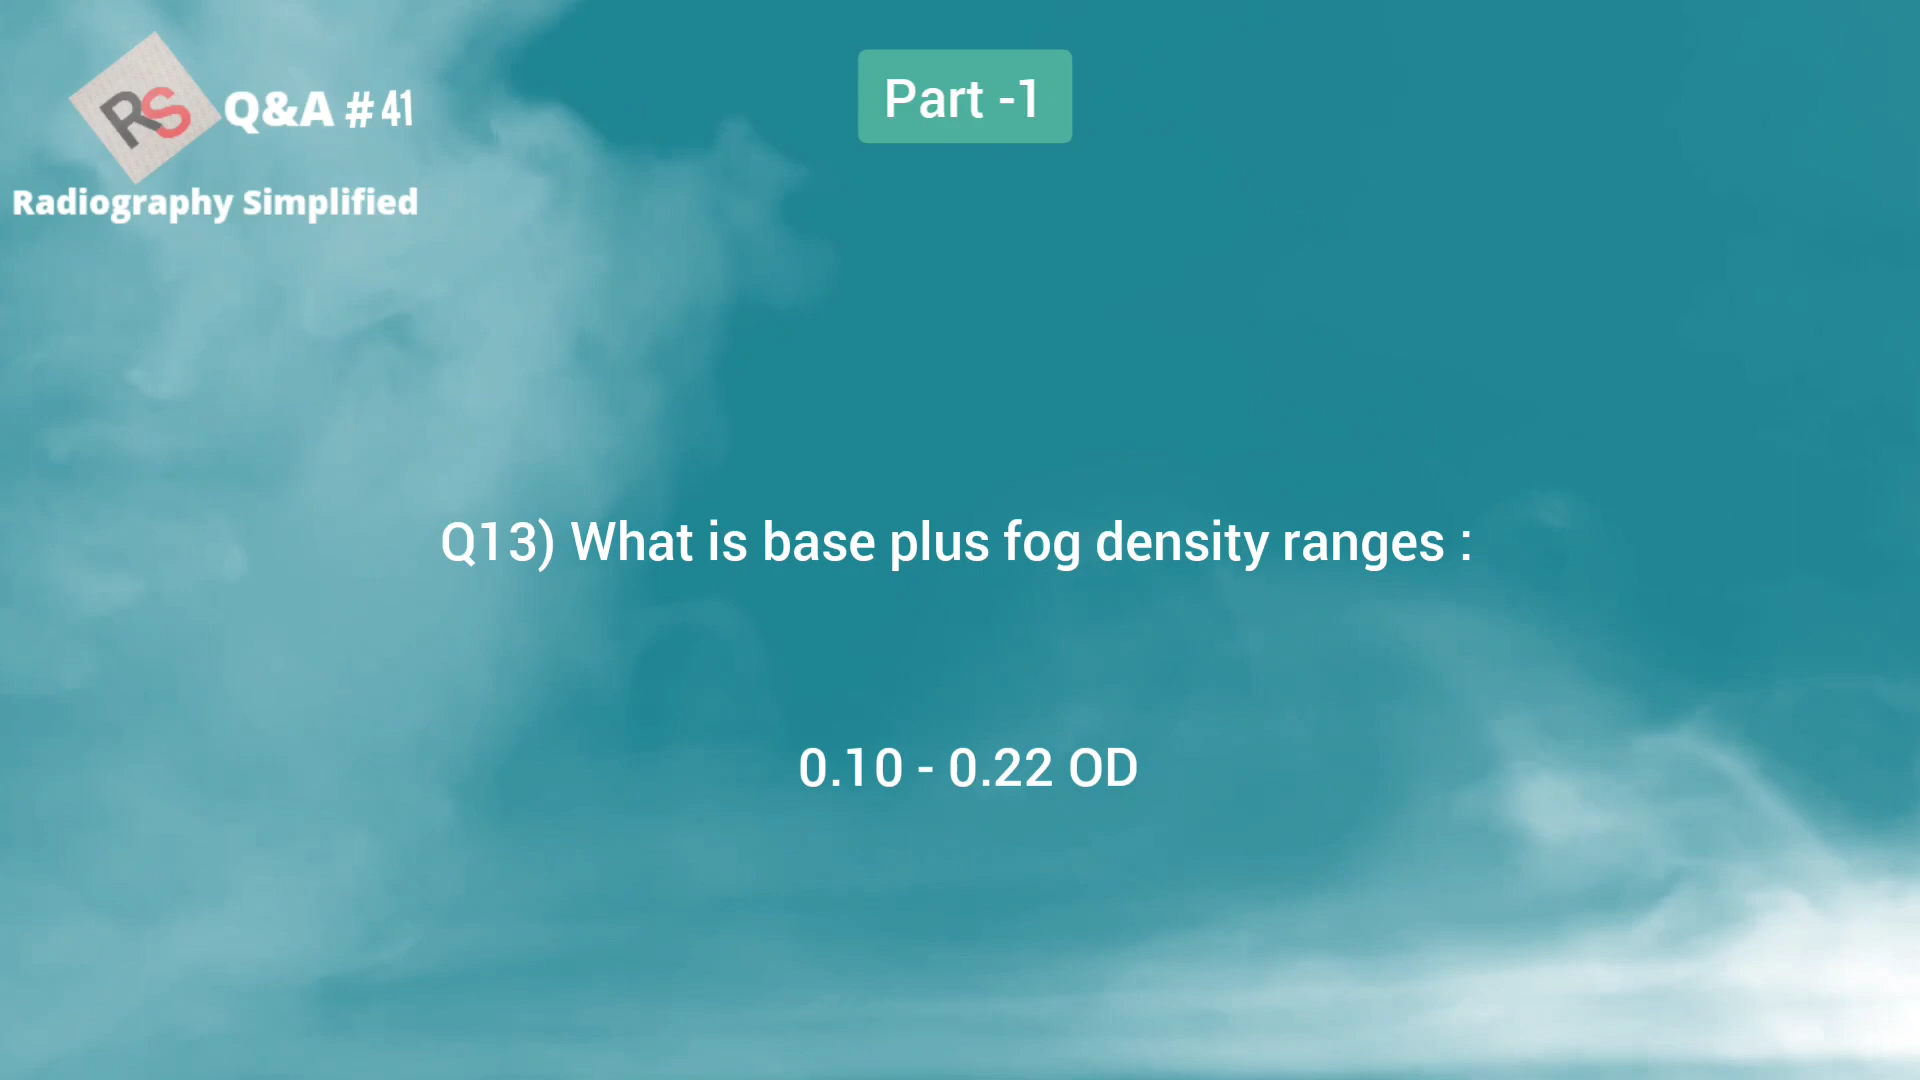 RS
Q&A # 41
Radiography Simplified
Part -1
Q13) What is base plus fog density ranges :
0.10 - 0.22 OD